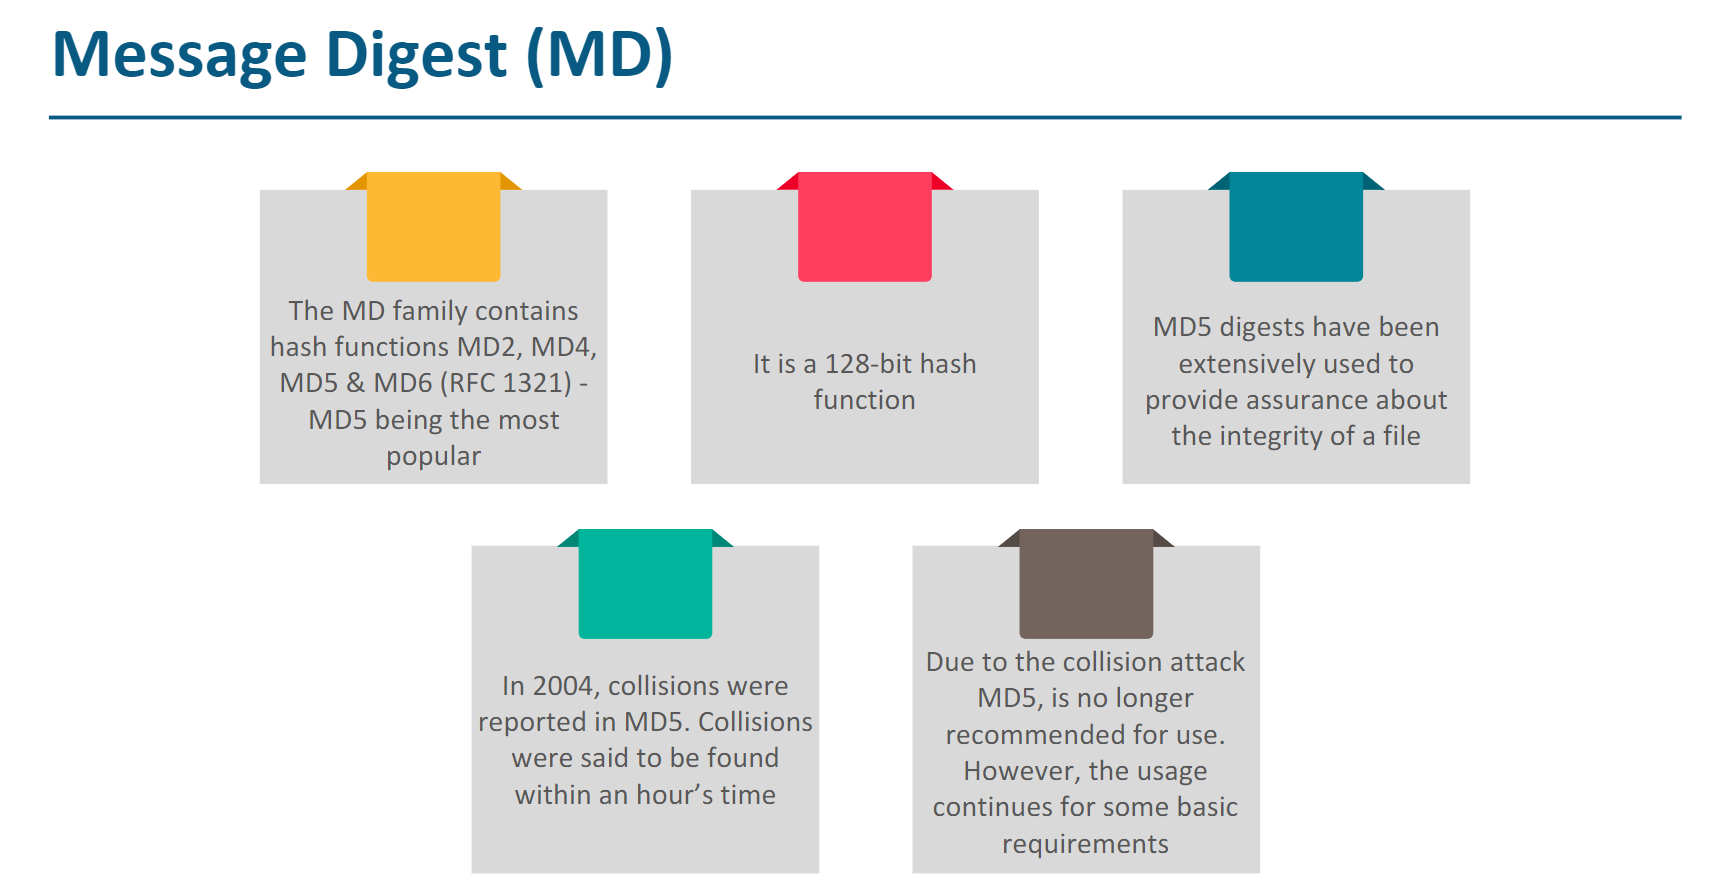 Message Digest (MD)
The MD family contains
hash functions MD2, MD4,
MD5 & MD6 (RFC 1321) -
MD5 being the most
popular
It is a 128-bit hash
function
MD5 digests have been
extensively used to
provide assurance about
the integrity of a file
In 2004, collisions were
reported in MD5. Collisions
were said to be found
within an hour’s time
Due to the collision attack
MD5, is no longer
recommended for use.
However, the usage
continues for some basic
requirements